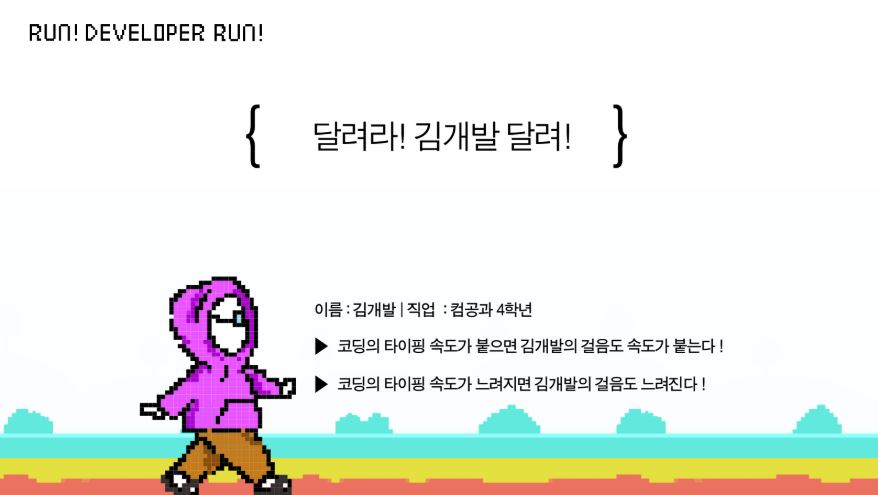 RUN! DEVELOPER RUN!
{ 달려라! 김개발 달려! }
이름 : 김개발 | 직업 : 컴공과 4학년
▶ 코딩의 타이핑 속도가 붙으면 김개발의 걸음도 속도가 붙는다 !
▶ 코딩의 타이핑 속도가 느려지면 김개발의 걸음도 느려진다 !